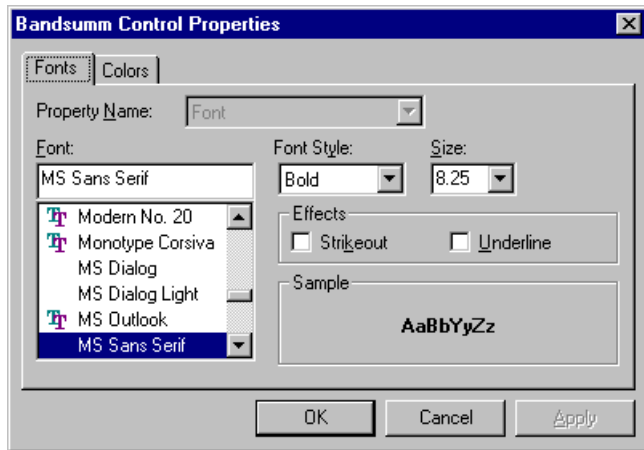 Bandsumm Control Properties
Fonts Colors
Property Name: Font
Font: Font Style: Size:
MS Sans Serif Bold 8.25
Modern No. 20
Monotype Corsiva
MS Dialog
MS Dialog Light
MS Outlook
MS Sans Serif
Effects
Strikeout Underline
Sample
AaBbYyZz
OK Cancel Apply